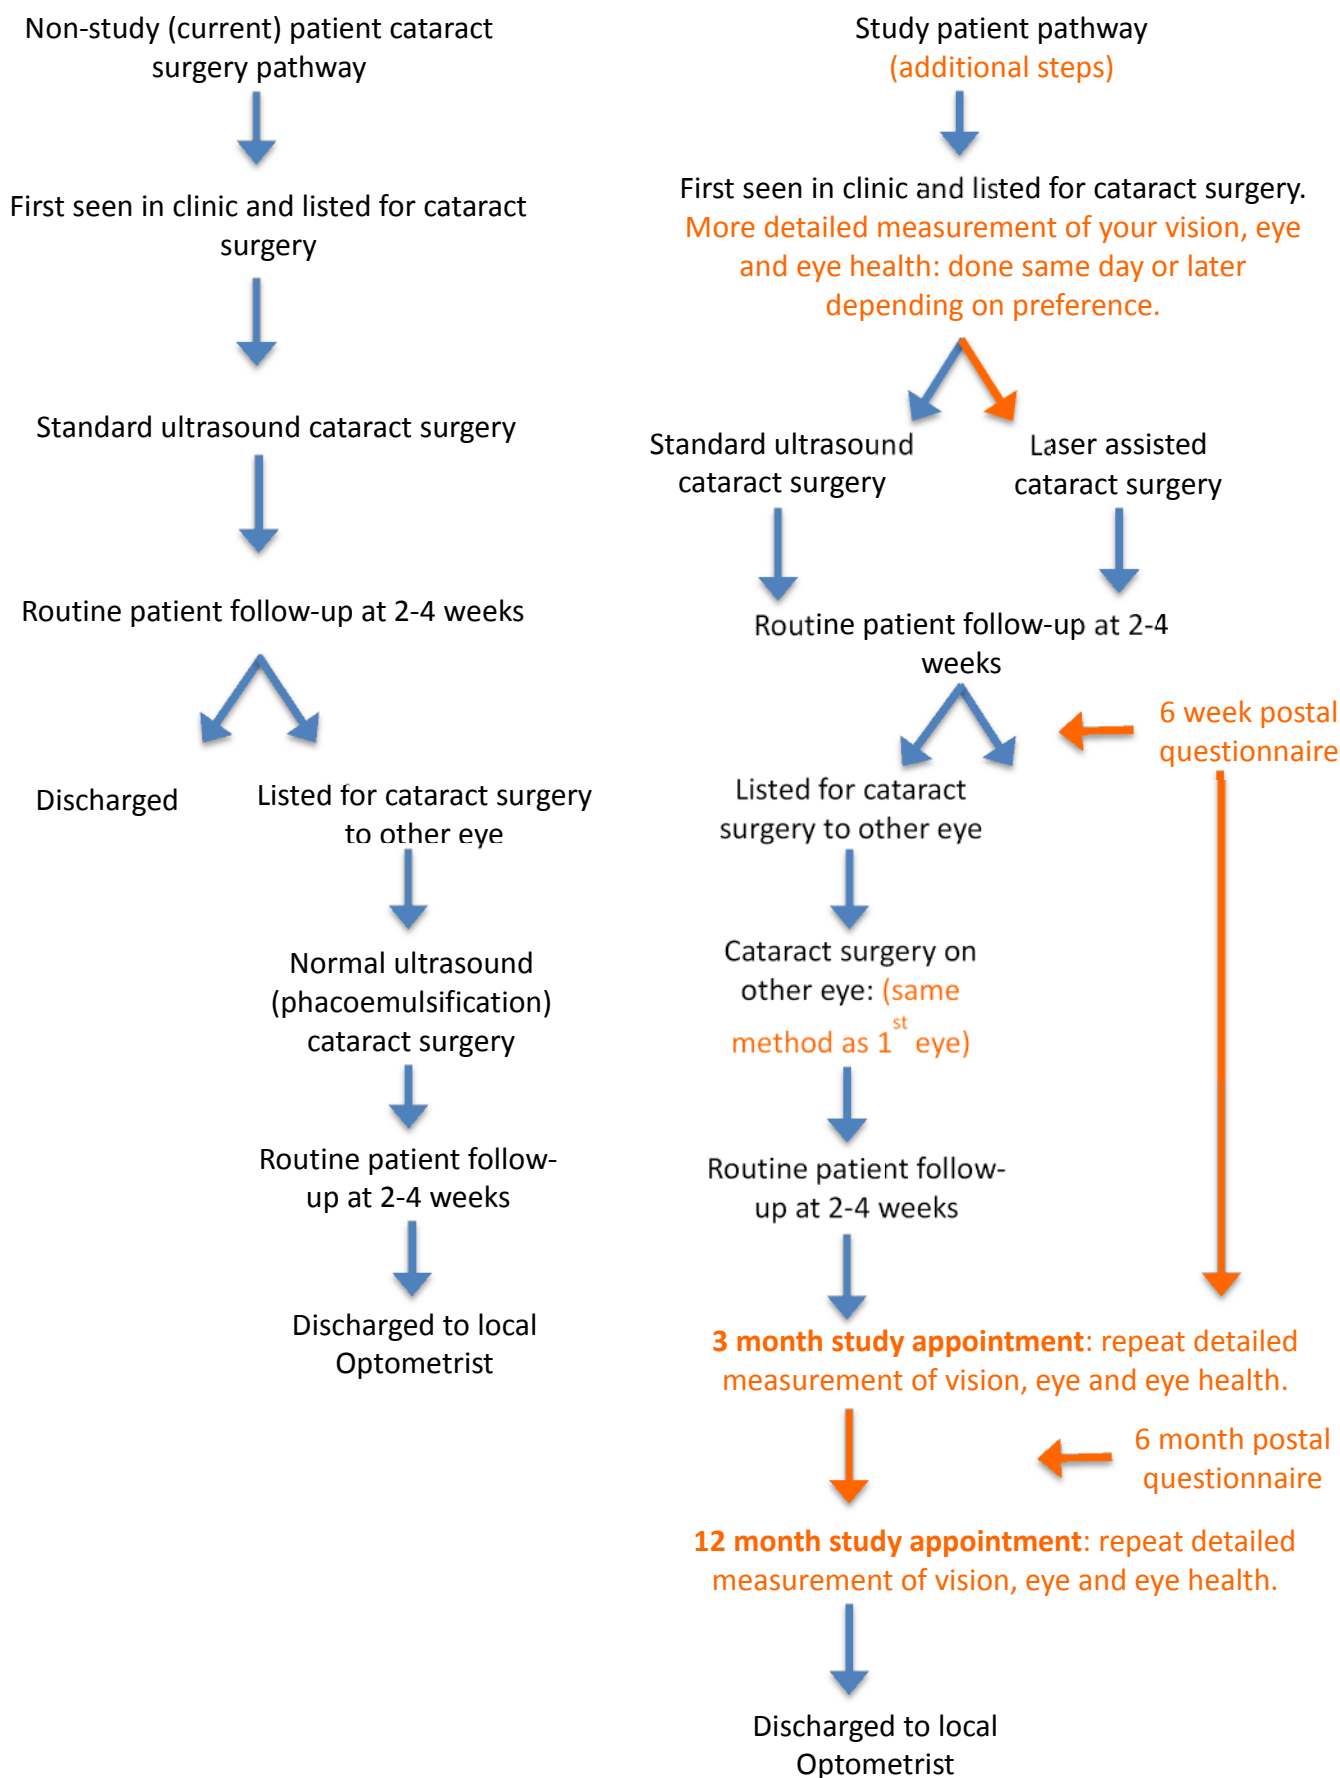 Non-study (current) patient cataract
surgery pathway
First seen in clinic and listed for cataract
surgery
Standard ultrasound cataract surgery
Routine patient follow-up at 2-4 weeks
Discharged
Listed for cataract surgery
to other eye
Normal ultrasound
(phacoemulsification)
cataract surgery
Routine patient follow-
up at 2-4 weeks
Discharged to local
Optometrist
Study patient pathway
(additional steps)
First seen in clinic and listed for cataract surgery.
More detailed measurement of your vision, eye
and eye health: done same day or later
depending on preference.
Standard ultrasound
cataract surgery
Laser assisted
cataract surgery
Routine patient follow-up at 2-4
weeks
6 week postal
questionnaire
Listed for cataract
surgery to other eye
Cataract surgery on
other eye: (same
method as 1st eye)
Routine patient follow-
up at 2-4 weeks
3 month study appointment: repeat detailed
measurement of vision, eye and eye health.
6 month postal
questionnaire
12 month study appointment: repeat detailed
measurement of vision, eye and eye health.
Discharged to local
Optometrist